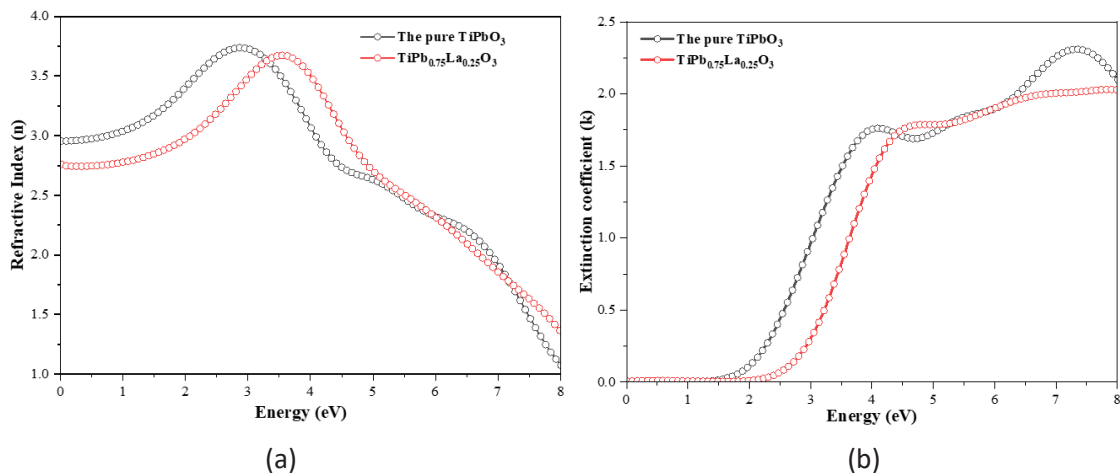 4.0
3.5
3.0
2.5
2.0
1.5
1.0
0 1 2 3 4 5 6 7 8
Refractive Index (n)
Energy (eV)
The pure TiPbO₃
TiPb₀.₇₅La₀.₂₅O₃
(a)
2.5
2.0
1.5
1.0
0.5
0.0
0 1 2 3 4 5 6 7 8
Extinction coefficient (k)
Energy (eV)
The pure TiPbO₃
TiPb₀.₇₅La₀.₂₅O₃
(b)